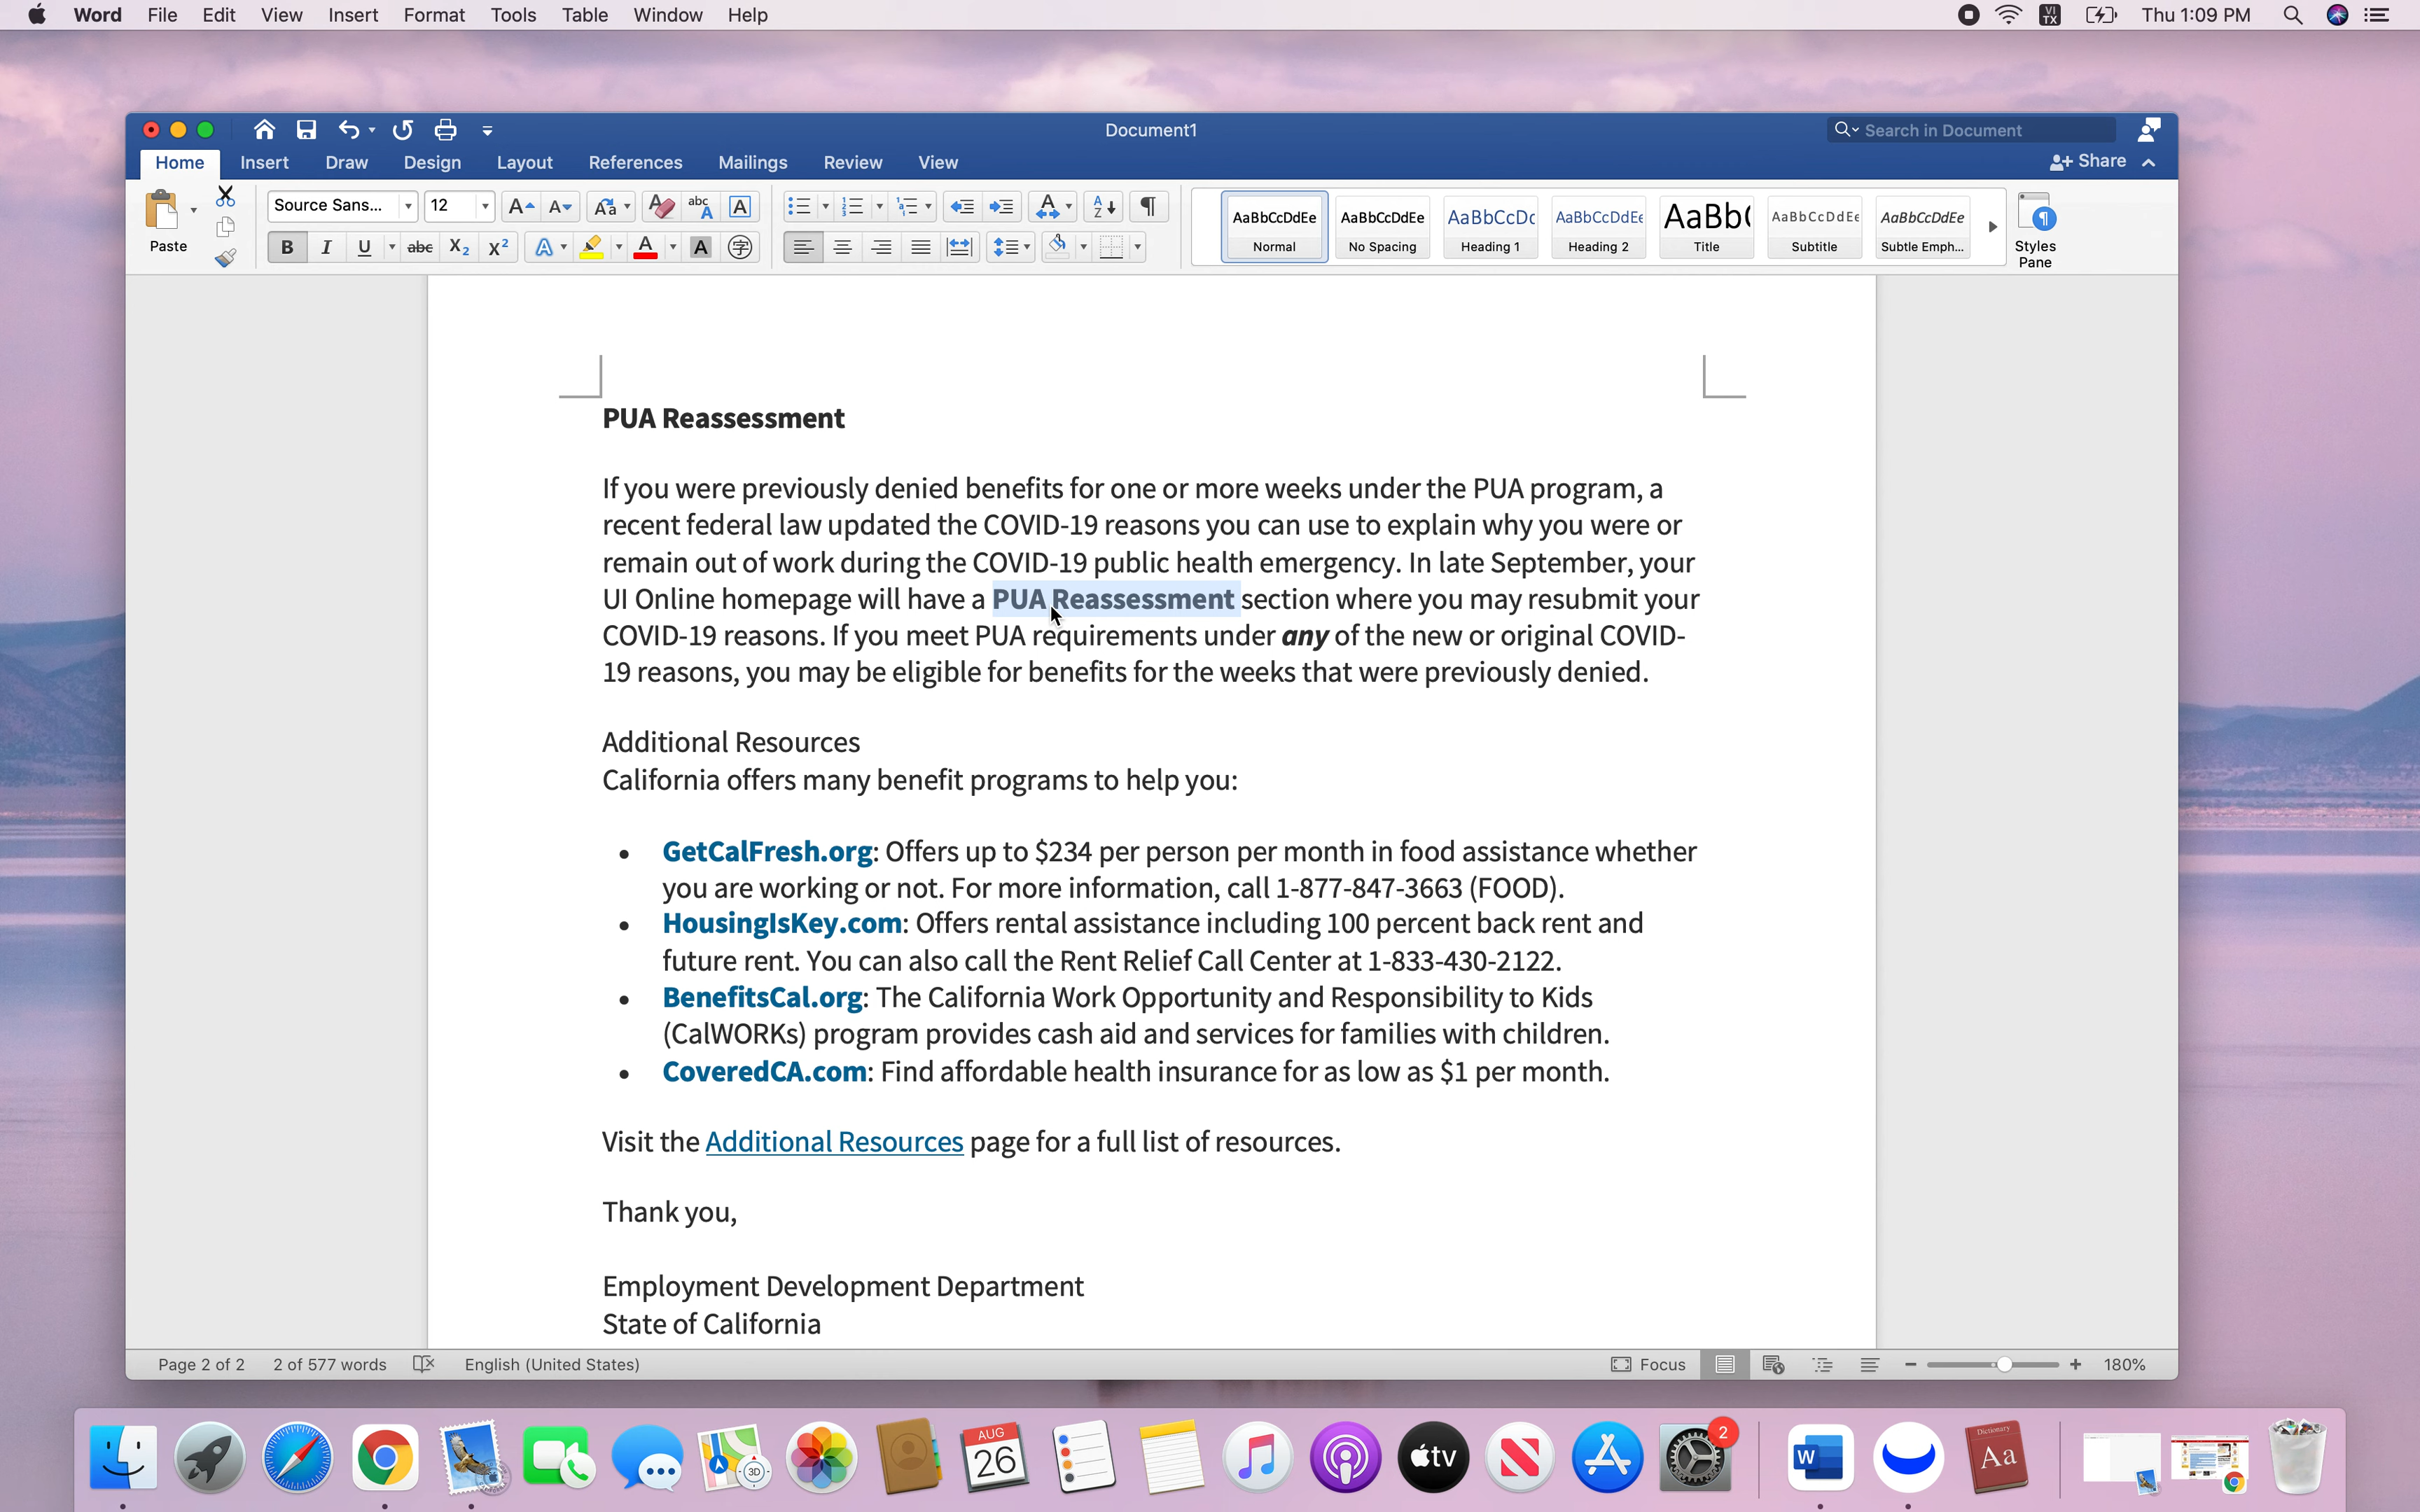 Word File Edit View Insert Format Tools Table Window Help VI TX Thu 1:09 PM
Document1 Search in Document
Home Insert Draw Design Layout References Mailings Review View Share
Paste Source Sans... 12
AaBbCcDdEe AaBbCcDdEe AaBbCcDc AaBbCcDdEe AaBb( AaBbCcDdEe AaBbCcDdEe
Normal No Spacing Heading 1 Heading 2 Title Subtitle Subtle Emph... Styles Pane
PUA Reassessment
If you were previously denied benefits for one or more weeks under the PUA program, a
recent federal law updated the COVID-19 reasons you can use to explain why you were or
remain out of work during the COVID-19 public health emergency. In late September, your
UI Online homepage will have a PUA Reassessment section where you may resubmit your
COVID-19 reasons. If you meet PUA requirements under any of the new or original COVID-
19 reasons, you may be eligible for benefits for the weeks that were previously denied.
Additional Resources
California offers many benefit programs to help you:
• GetCalFresh.org: Offers up to $234 per person per month in food assistance whether
you are working or not. For more information, call 1-877-847-3663 (FOOD).
• HousingIsKey.com: Offers rental assistance including 100 percent back rent and
future rent. You can also call the Rent Relief Call Center at 1-833-430-2122.
• BenefitsCal.org: The California Work Opportunity and Responsibility to Kids
(CalWORKs) program provides cash aid and services for families with children.
• CoveredCA.com: Find affordable health insurance for as low as $1 per month.
Visit the Additional Resources page for a full list of resources.
Thank you,
Employment Development Department
State of California
Page 2 of 2 2 of 577 words English (United States) Focus 180%
AUG
26
3D
tv
2
W
Dictionary
Aa